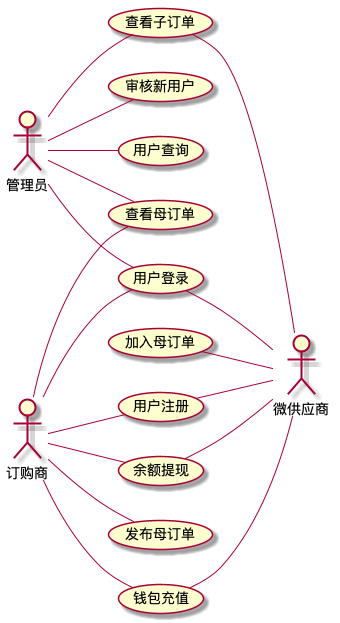 查看子订单
审核新用户
用户查询
管理员
查看母订单
用户登录
加入母订单
微供应商
用户注册
订购商
余额提现
发布母订单
钱包充值